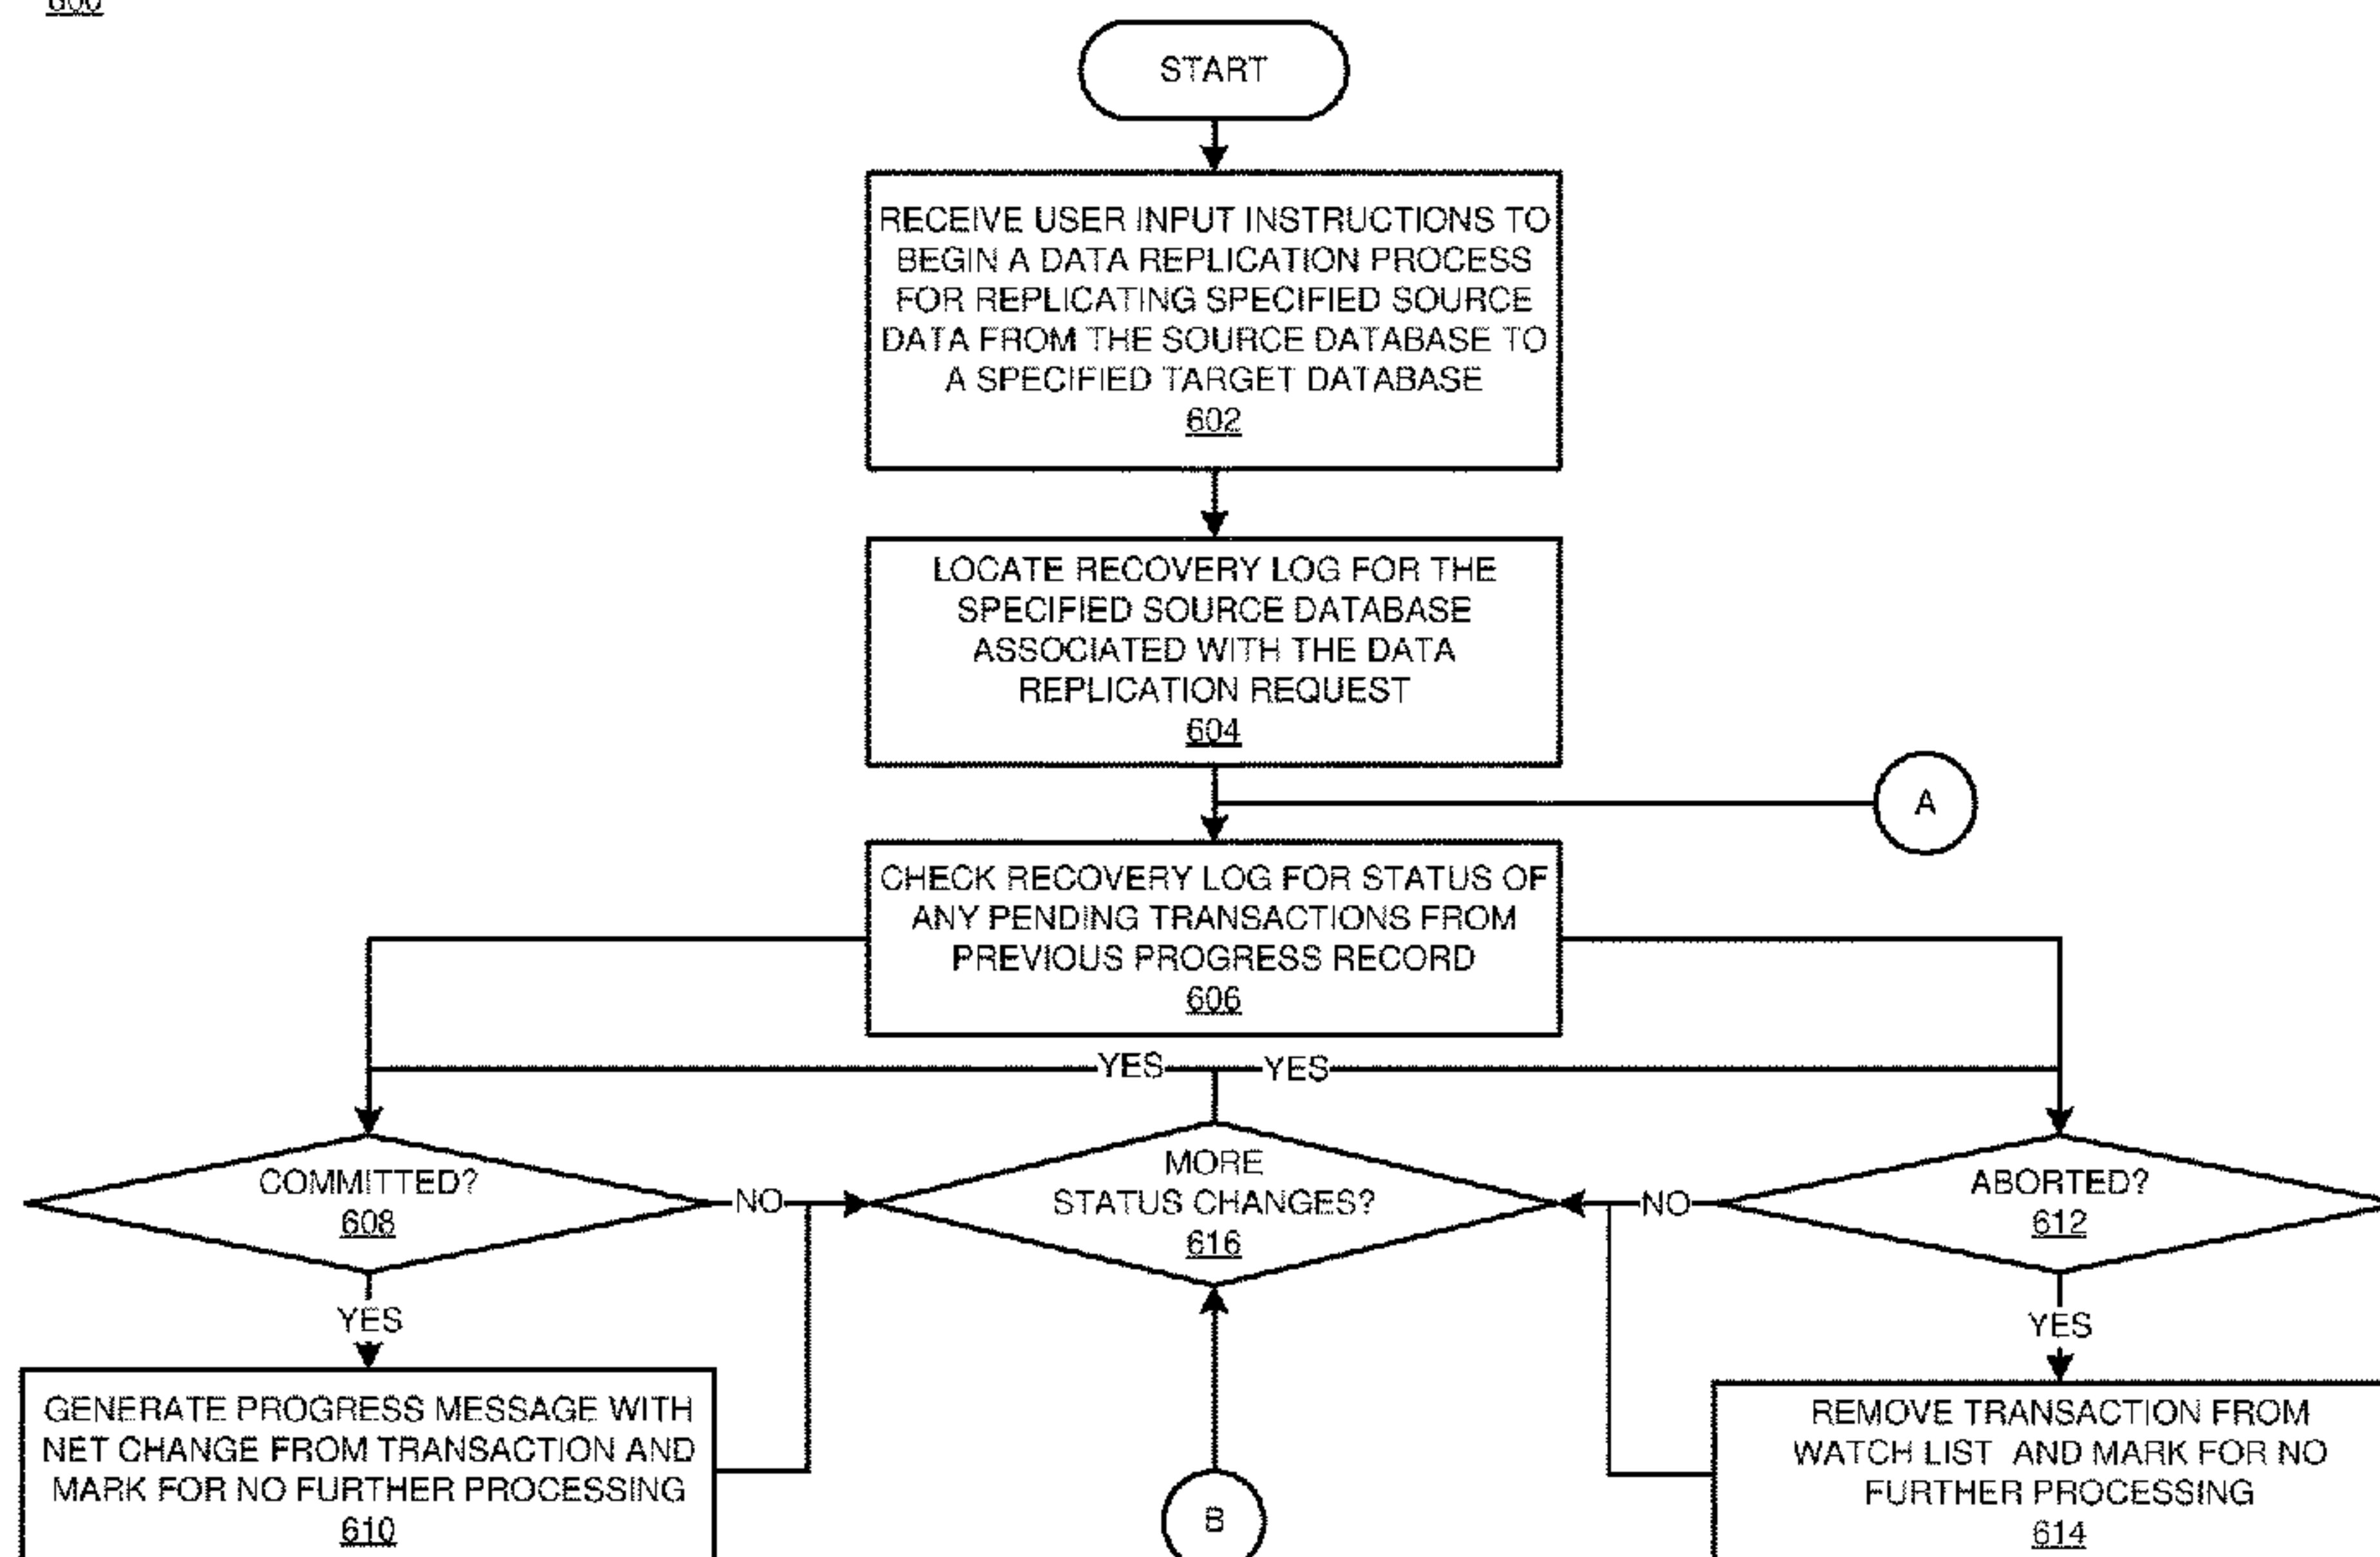 600
START
RECEIVE USER INPUT INSTRUCTIONS TO
BEGIN A DATA REPLICATION PROCESS
FOR REPLICATING SPECIFIED SOURCE
DATA FROM THE SOURCE DATABASE TO
A SPECIFIED TARGET DATABASE
602
LOCATE RECOVERY LOG FOR THE
SPECIFIED SOURCE DATABASE
ASSOCIATED WITH THE DATA
REPLICATION REQUEST
604
A
CHECK RECOVERY LOG FOR STATUS OF
ANY PENDING TRANSACTIONS FROM
PREVIOUS PROGRESS RECORD
606
YES
YES
COMMITTED?
608
NO
MORE
STATUS CHANGES?
616
NO
ABORTED?
612
YES
YES
GENERATE PROGRESS MESSAGE WITH
NET CHANGE FROM TRANSACTION AND
MARK FOR NO FURTHER PROCESSING
610
B
REMOVE TRANSACTION FROM
WATCH LIST AND MARK FOR NO
FURTHER PROCESSING
614